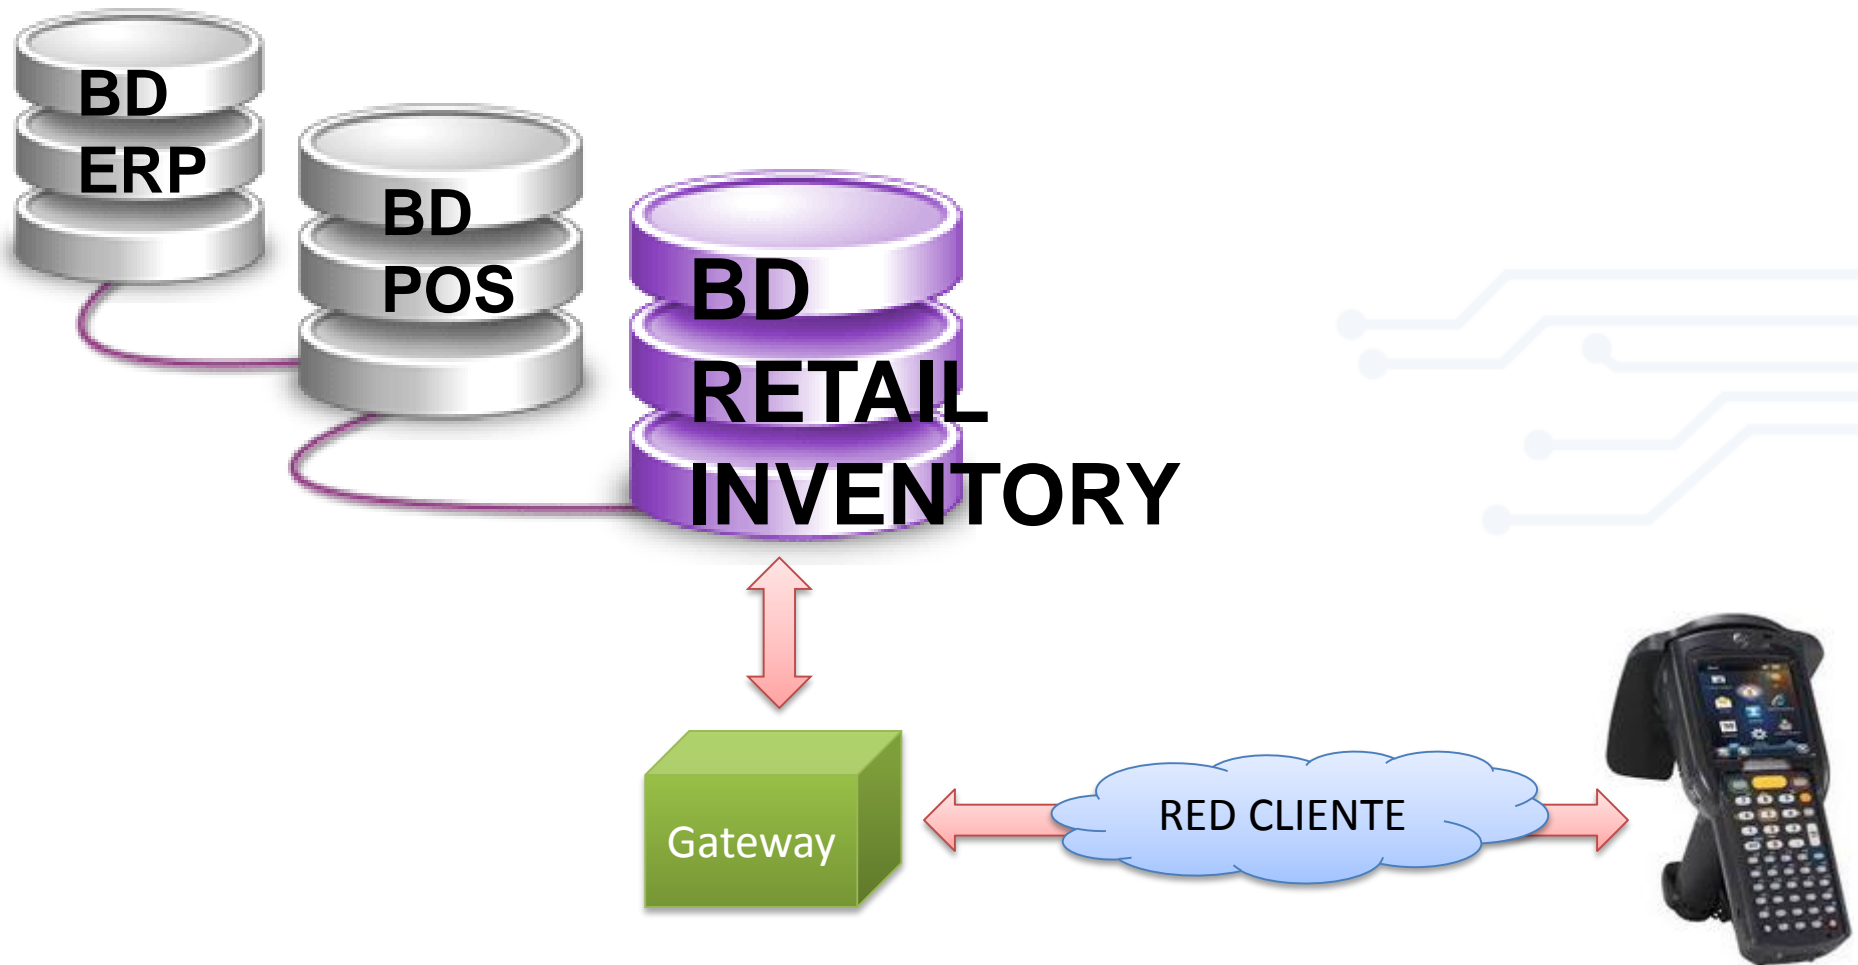 BD
ERP
BD
POS
BD
RETAIL
INVENTORY
Gateway
RED CLIENTE